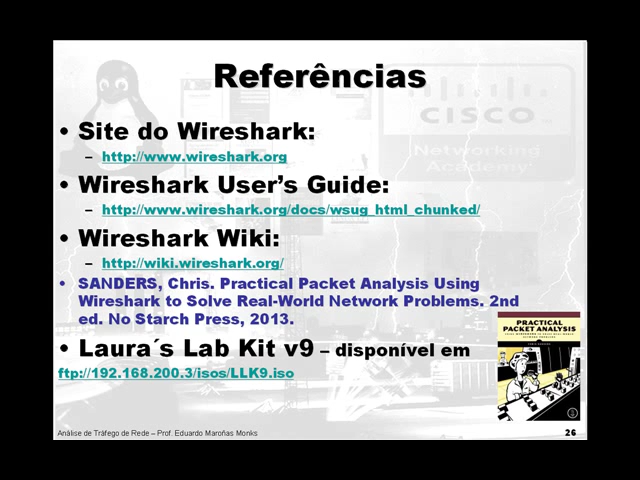 Referências
• Site do Wireshark:
– http://www.wireshark.org
• Wireshark User's Guide:
– http://www.wireshark.org/docs/wsug_html_chunked/
• Wireshark Wiki:
– http://wiki.wireshark.org/
• SANDERS, Chris. Practical Packet Analysis Using
Wireshark to Solve Real-World Network Problems. 2nd
ed. No Starch Press, 2013.
• Laura´s Lab Kit v9 – disponível em
ftp://192.168.200.3/isos/LLK9.iso
CISCO
Networking
Academy
PRACTICAL
PACKET ANALYSIS
Análise de Tráfego de Rede – Prof. Eduardo Maroñas Monks
26